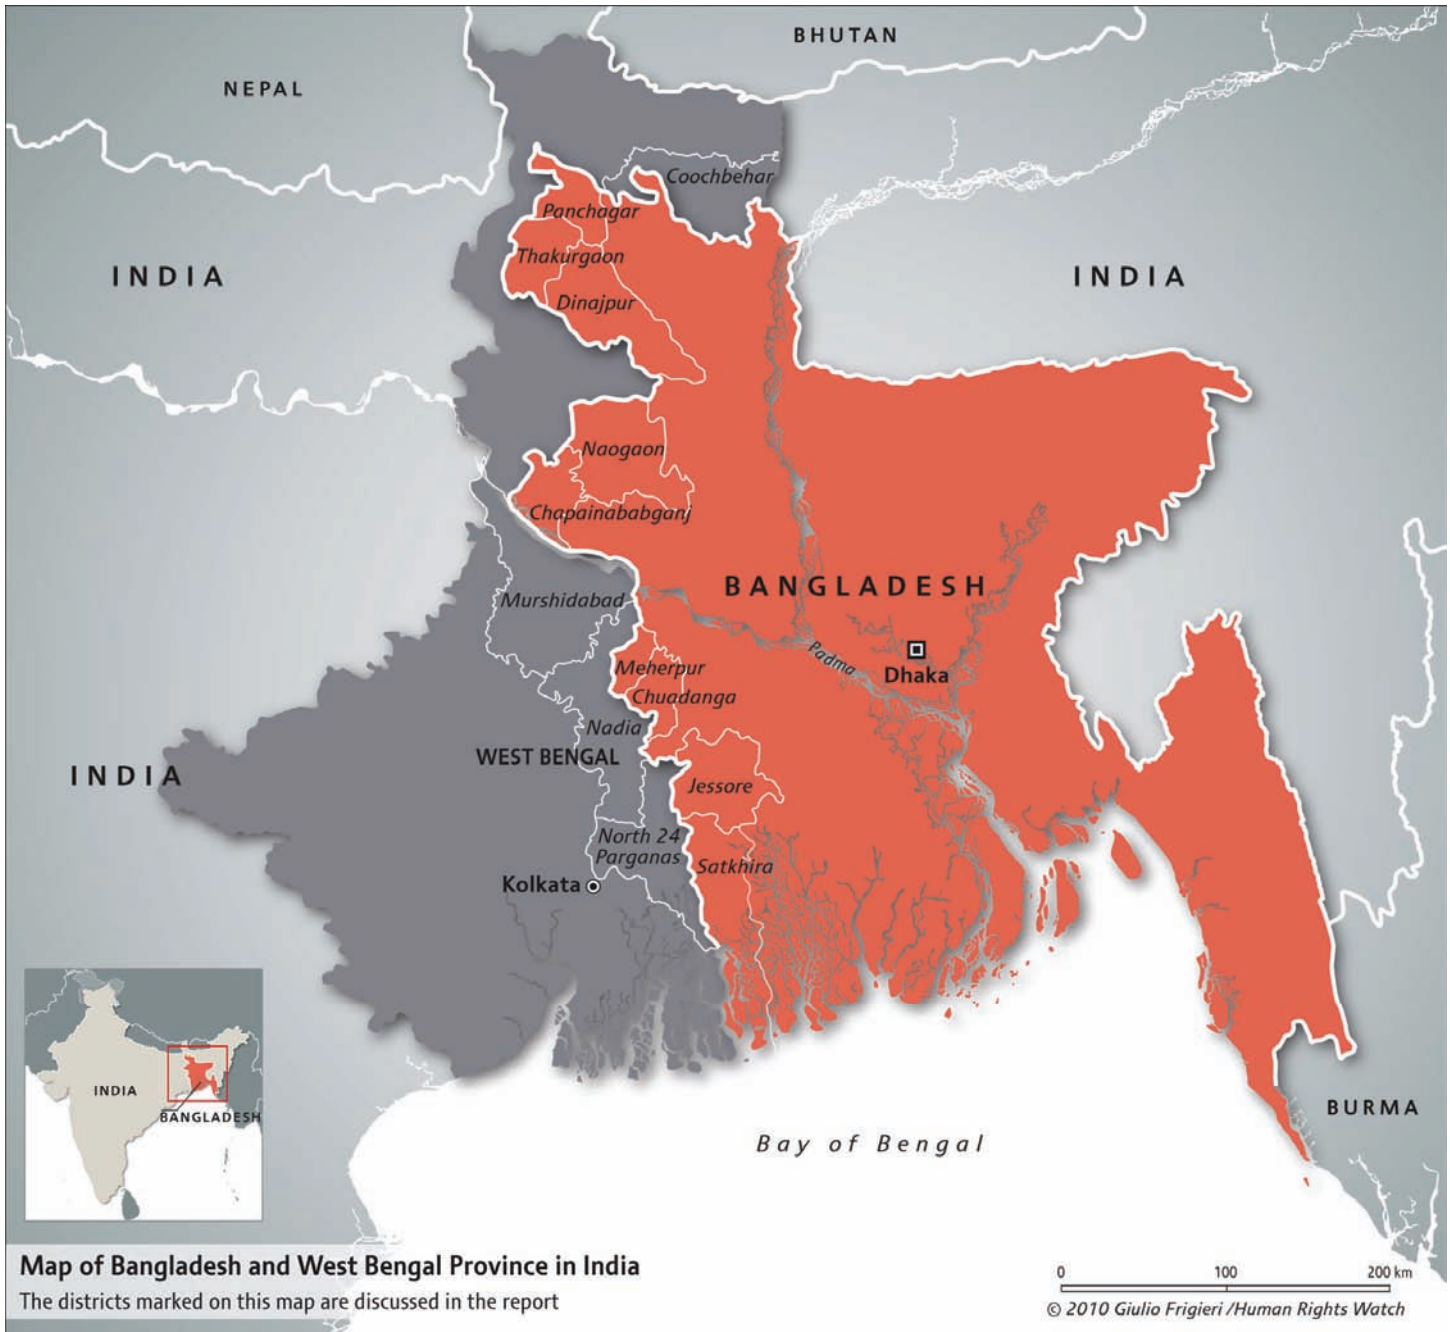 BHUTAN
NEPAL
Coochbehar
Panchagar
INDIA
Thakurgaon
INDIA
Dinajpur
Naogaon
Chapainababganj
BANGLADESH
Murshidabad
Padma
Dhaka
Meherpur
Chuadanga
Nadia
WEST BENGAL
INDIA
Jessore
North 24
Parganas
Satkhira
Kolkata
INDIA
BANGLADESH
BURMA
Bay of Bengal
Map of Bangladesh and West Bengal Province in India
The districts marked on this map are discussed in the report
0 100 200 km
© 2010 Giulio Frigieri /Human Rights Watch